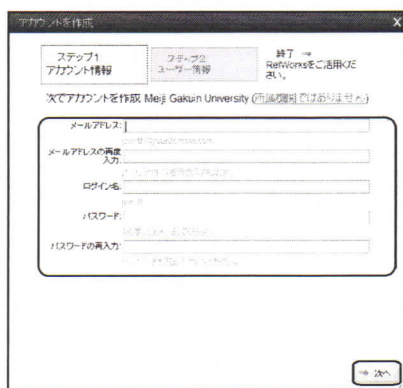 アカウントを作成 X
ステップ1
アカウント情報
ステップ2
ユーザー情報
終了 ⇒
RefWorksをご活用くだ
さい。
次でアカウントを作成 Meiji Gakuin University (所属機関ではありません)
メールアドレス:
メールアドレスの再度
入力:
ログイン名:
パスワード:
パスワードの再入力:
⇒ 次へ